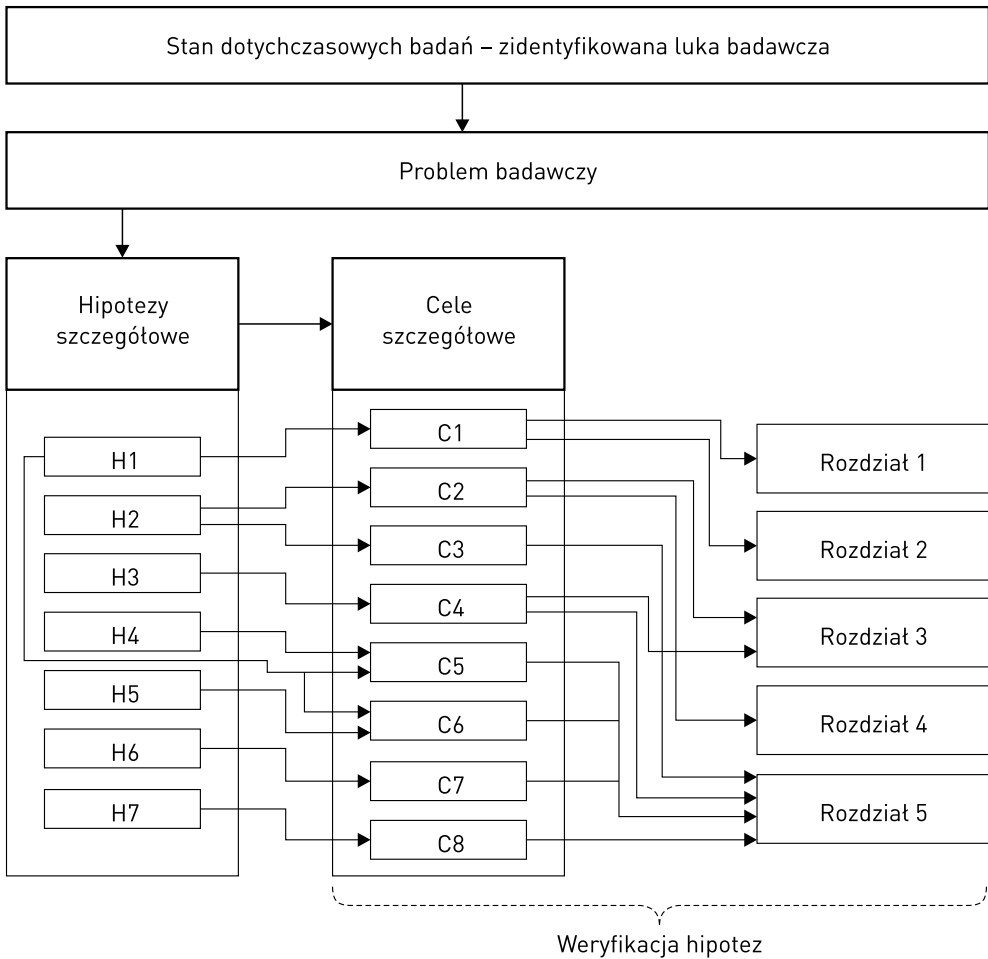 Stan dotychczasowych badań – zidentyfikowana luka badawcza
Problem badawczy
Hipotezy
szczegółowe
Cele
szczegółowe
H1
H2
H3
H4
H5
H6
H7
C1
C2
C3
C4
C5
C6
C7
C8
Rozdział 1
Rozdział 2
Rozdział 3
Rozdział 4
Rozdział 5
Weryfikacja hipotez